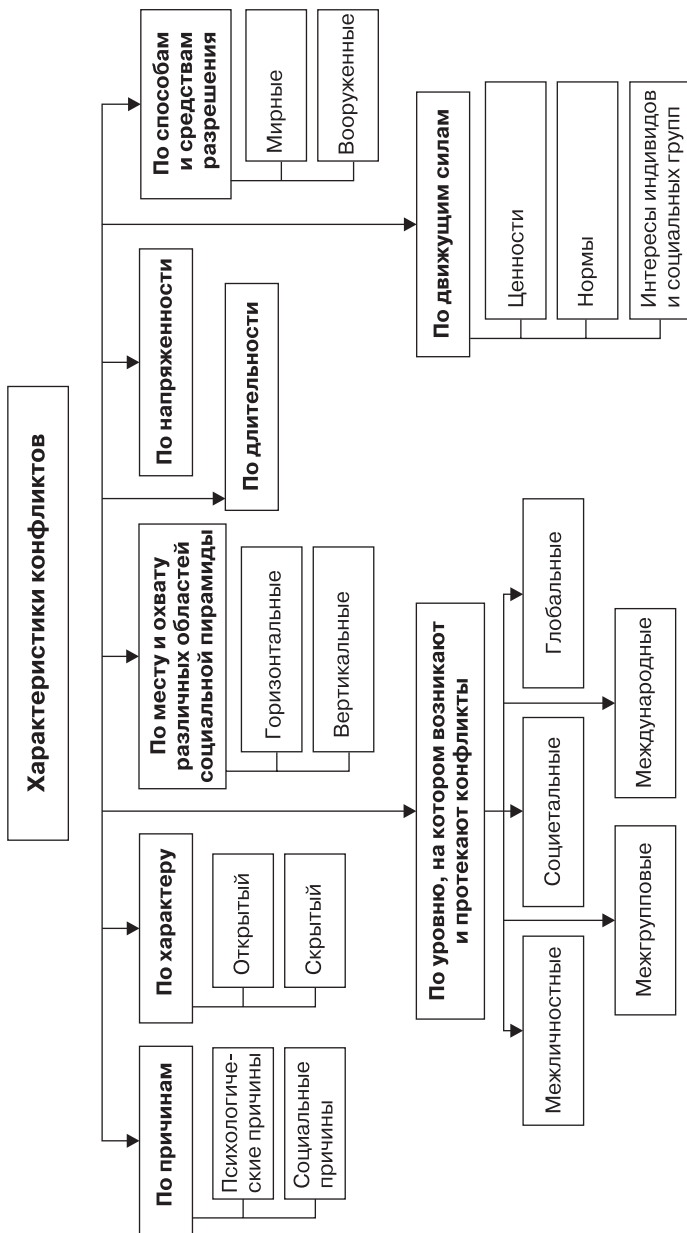 Характеристики конфликтов
По причинам
Психологиче-
ские причины
Социальные
причины
По характеру
Открытый
Скрытый
По месту и охвату
различных областей
социальной пирамиды
Горизонтальные
Вертикальные
По напряженности
По длительности
По способам
и средствам
разрешения
Мирные
Вооруженные
По уровню, на котором возникают
и протекают конфликты
Межличностные
Социетальные
Глобальные
Межгрупповые
Международные
По движущим силам
Ценности
Нормы
Интересы индивидов
и социальных групп